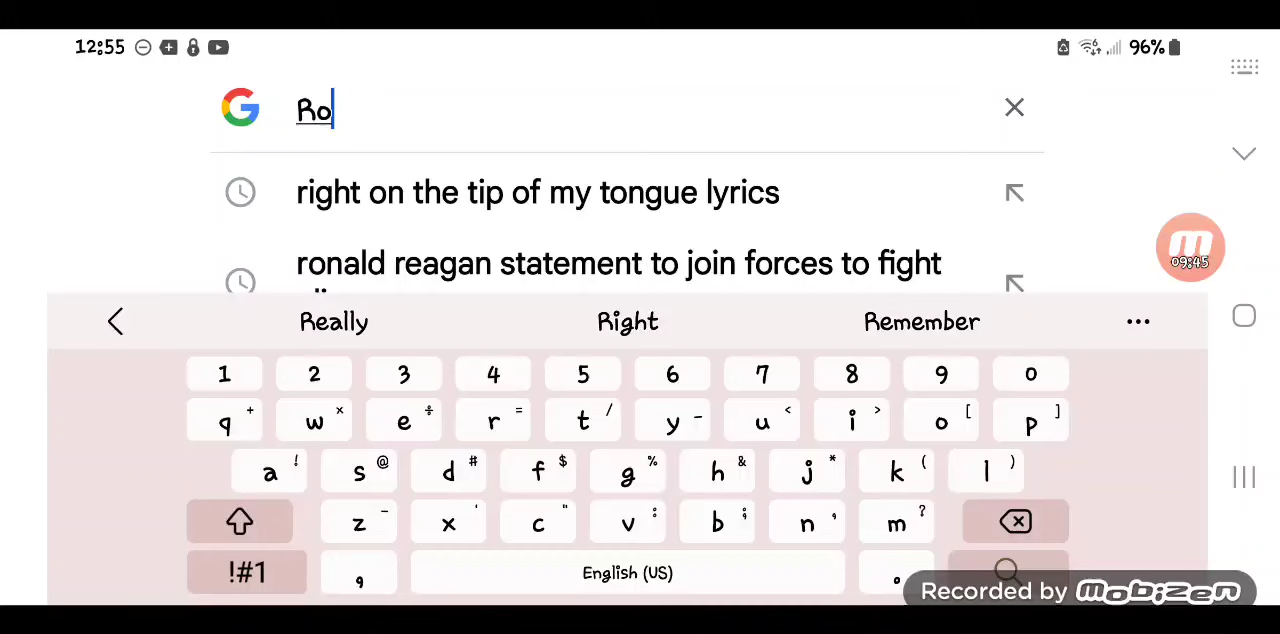 12:55 96%
Ro
right on the tip of my tongue lyrics
ronald reagan statement to join forces to fight
09:45
Really Right Remember ...
1 2 3 4 5 6 7 8 9 0
q + w × e ÷ r = t / y - u < i > o [ p ]
a ! s @ d # f $ g % h & j * k ( l )
z - x ' c " v : b ; n , m ?
!#1 , English (US) .
Recorded by mobizen